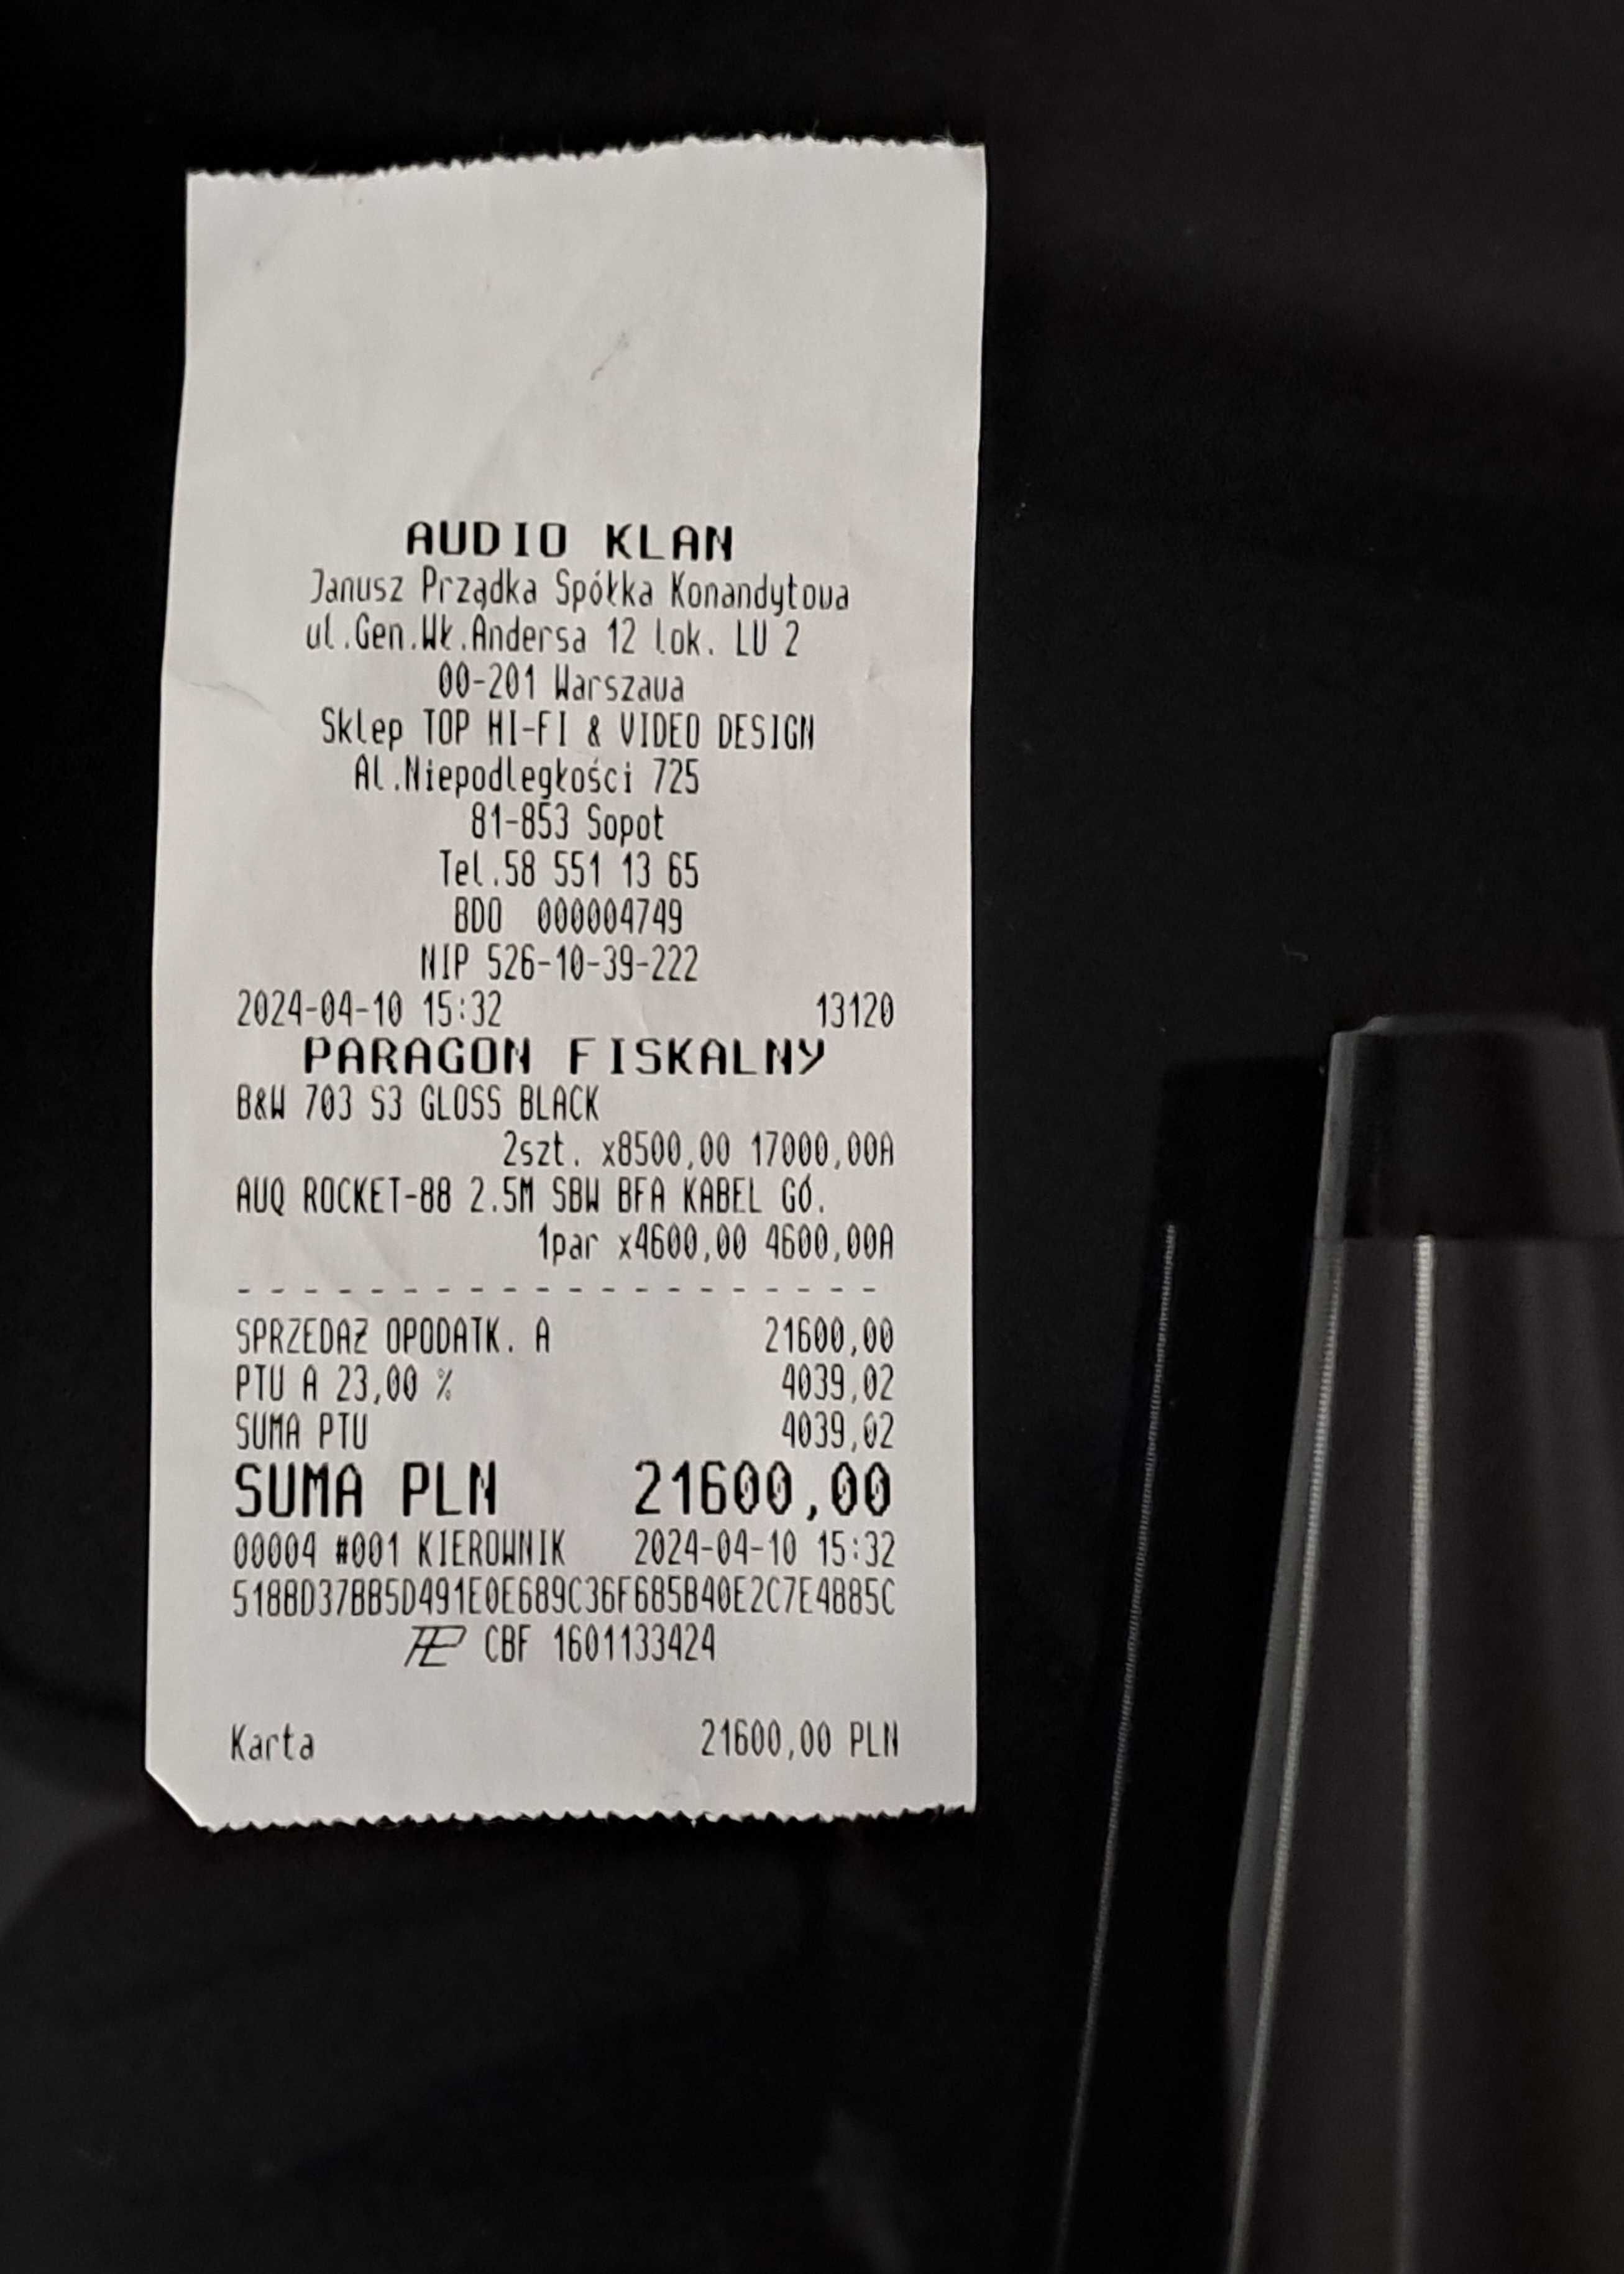 AUDIO KLAN
Janusz Prządka Spółka Komandytowa
ul.Gen.Wł.Andersa 12 lok. LU 2
00-201 Warszawa
Sklep TOP HI-FI & VIDEO DESIGN
Al.Niepodległości 725
81-853 Sopot
Tel.58 551 13 65
BDO 000004749
NIP 526-10-39-222
2024-04-10 15:32 13120
PARAGON FISKALNY
B&W 703 S3 GLOSS BLACK
2szt. x8500,00 17000,00A
AUQ ROCKET-88 2.5M SBW BFA KABEL GŐ.
1par x4600,00 4600,00A
- - - - - - - - - - - - - - - - - - - -
SPRZEDAŻ OPODATK. A 21600,00
PTU A 23,00 % 4039,02
SUMA PTU 4039,02
SUMA PLN 21600,00
00004 #001 KIEROWNIK 2024-04-10 15:32
518BD37BB5D491E0E689C36F685B40E2C7E4885C
CBF 1601133424
Karta 21600,00 PLN